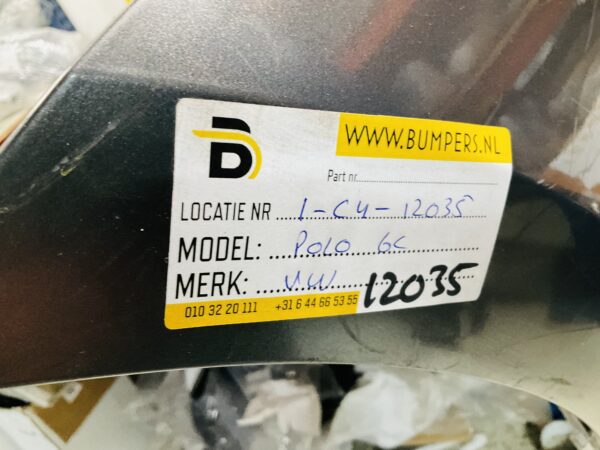 WWW.BUMPERS.NL
Part nr.
LOCATIE NR 1-C4-12035
MODEL: POLO 6C
MERK: VW 12035
010 32 20 111 +31 6 44 66 53 55